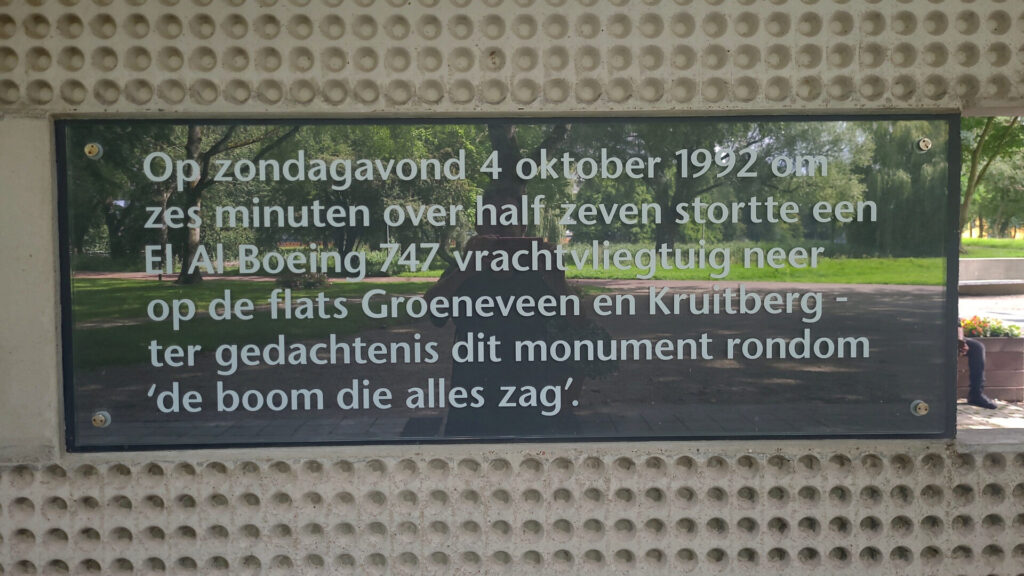 Op zondagavond 4 oktober 1992 om
zes minuten over half zeven stortte een
El Al Boeing 747 vrachtvliegtuig neer
op de flats Groeneveen en Kruitberg -
ter gedachtenis dit monument rondom
‘de boom die alles zag’.